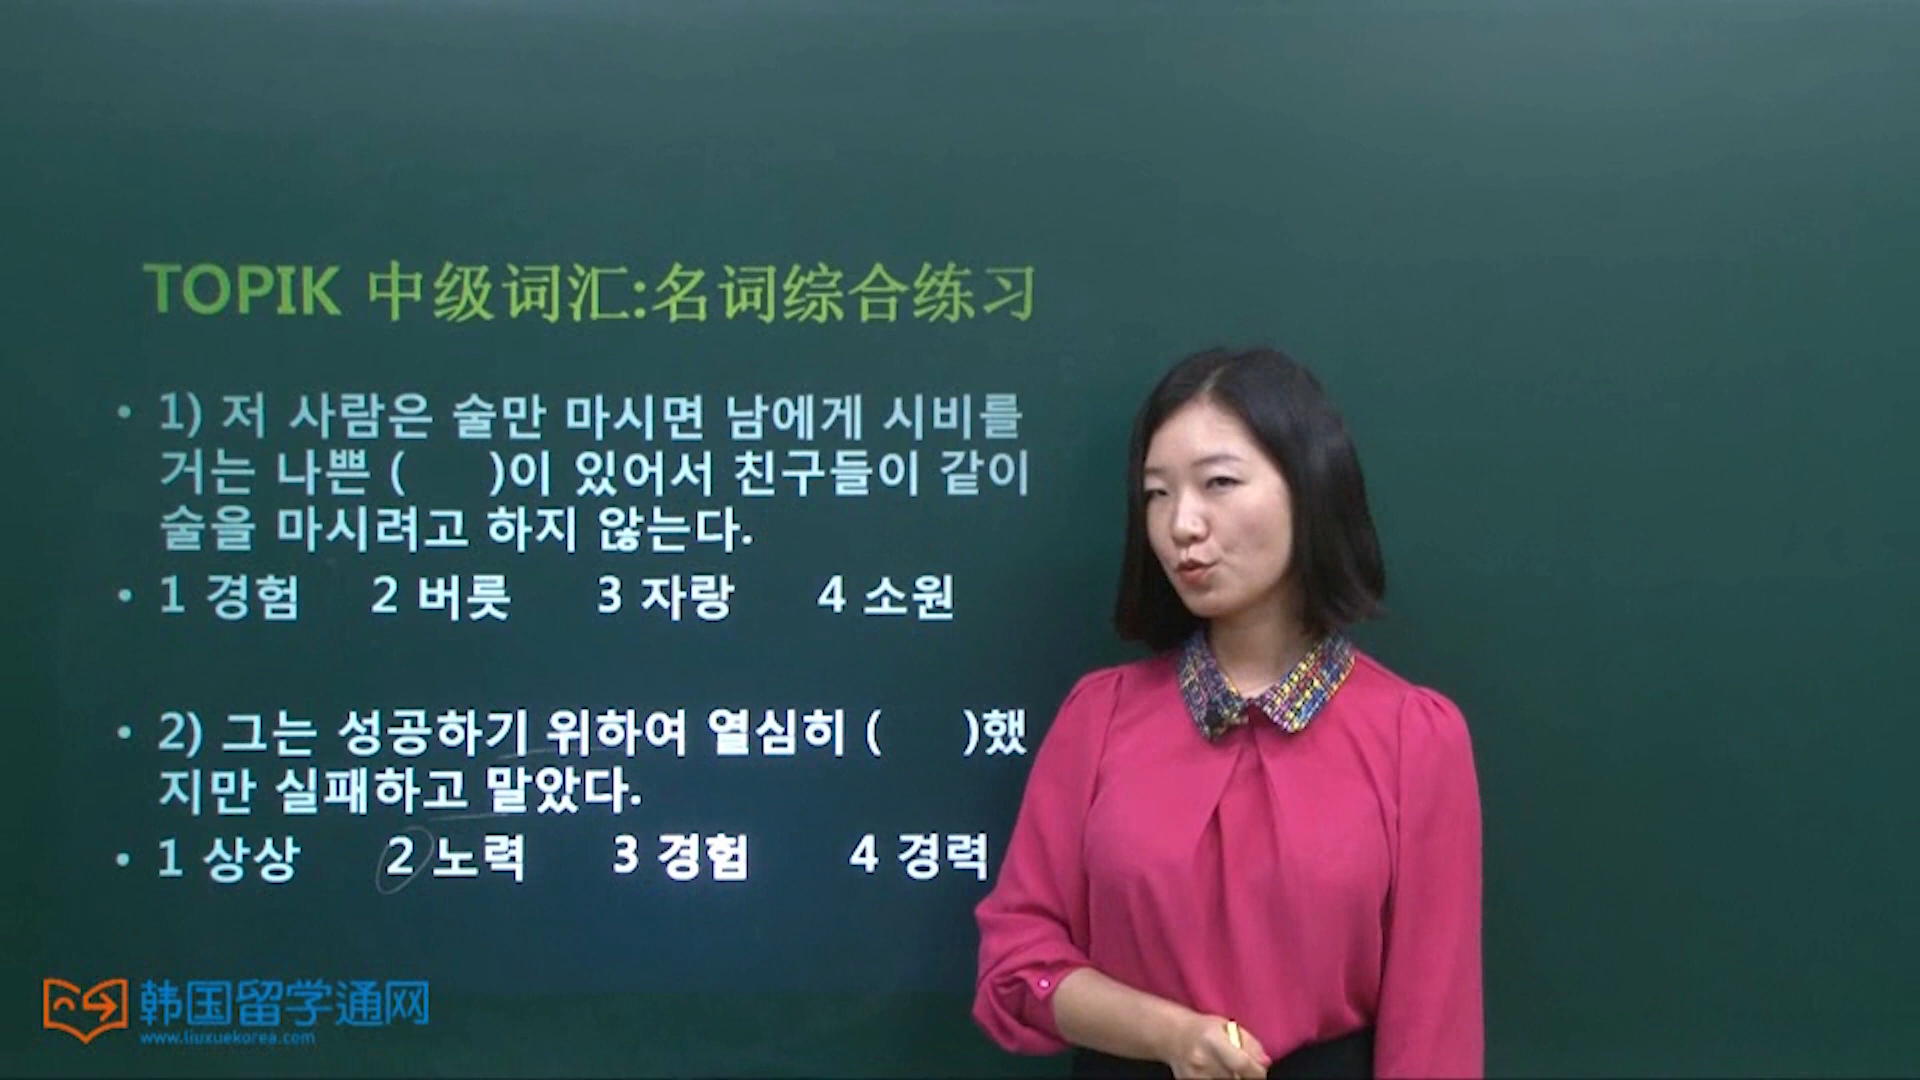 TOPIK 中级词汇:名词综合练习
• 1) 저 사람은 술만 마시면 남에게 시비를
거는 나쁜 (     )이 있어서 친구들이 같이
술을 마시려고 하지 않는다.
• 1 경험   2 버릇   3 자랑   4 소원
• 2) 그는 성공하기 위하여 열심히 (     )했
지만 실패하고 말았다.
• 1 상상   2 노력   3 경험   4 경력
韩国留学通网
www.liuxuekorea.com